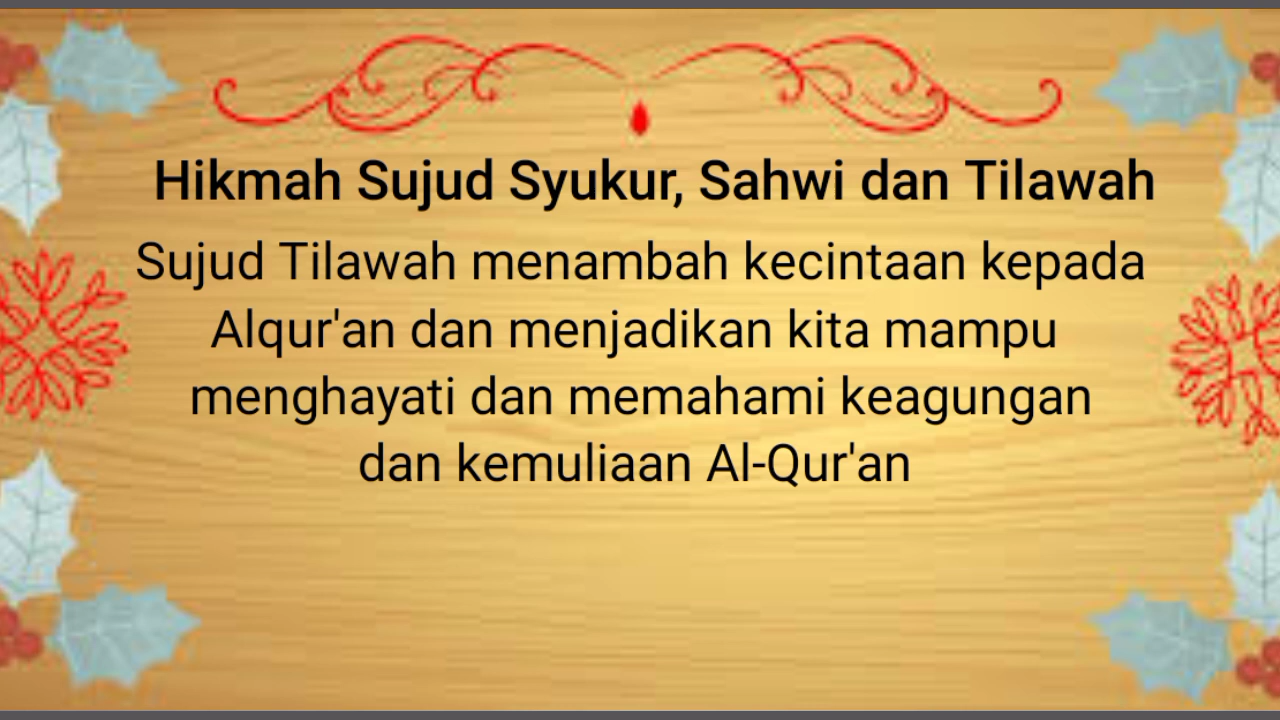 Hikmah Sujud Syukur, Sahwi dan Tilawah
Sujud Tilawah menambah kecintaan kepada
Alqur'an dan menjadikan kita mampu
menghayati dan memahami keagungan
dan kemuliaan Al-Qur'an